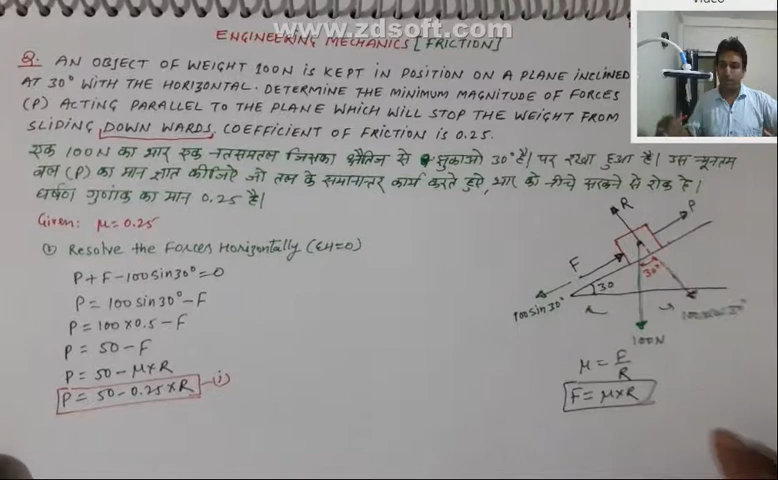 www.zdsoft.com
Video
ENGINEERING MECHANICS [FRICTION]
Q. AN OBJECT OF WEIGHT 100N IS KEPT IN POSITION ON A PLANE INCLINED
AT 30° WITH THE HORIZONTAL. DETERMINE THE MINIMUM MAGNITUDE OF FORCES
(P) ACTING PARALLEL TO THE PLANE WHICH WILL STOP THE WEIGHT FROM
SLIDING DOWN WARDS, COEFFICIENT OF FRICTION IS 0.25.
एक 100N का भार एक नतसमतल जिसका क्षैतिज से झुकाओ 30° है। पर रखा हुआ है। उस न्यूनतम
बल (P) का मान ज्ञात कीजिए जो तल के समानान्तर कार्य करते हुऐ, भार को नीचे सरकने से रोक दे।
घर्षण गुणांक का मान 0.25 है।
Given: μ = 0.25
① Resolve the Forces Horizontally (ΣH=0)
P + F - 100 sin 30° = 0
P = 100 sin 30° - F
P = 100 × 0.5 - F
P = 50 - F
P = 50 - μ × R
P = 50 - 0.25 × R —(i)
R
P
F
30°
30
100 sin 30°
100N
μ = F/R
F = μ × R